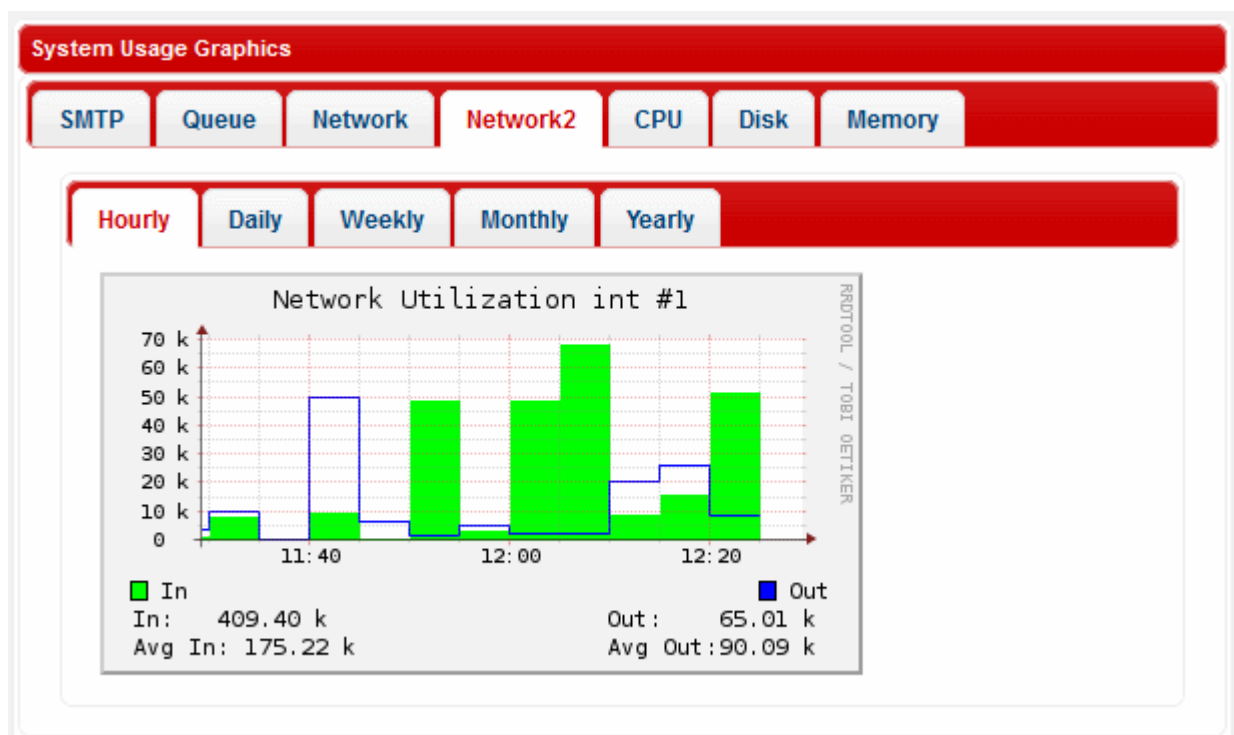 System Usage Graphics
SMTP Queue Network Network2 CPU Disk Memory
Hourly Daily Weekly Monthly Yearly
Network Utilization int #1
RRDTOOL / TOBI OETIKER
70 k
60 k
50 k
40 k
30 k
20 k
10 k
0
11:40 12:00 12:20
In Out
In: 409.40 k Out: 65.01 k
Avg In: 175.22 k Avg Out:90.09 k